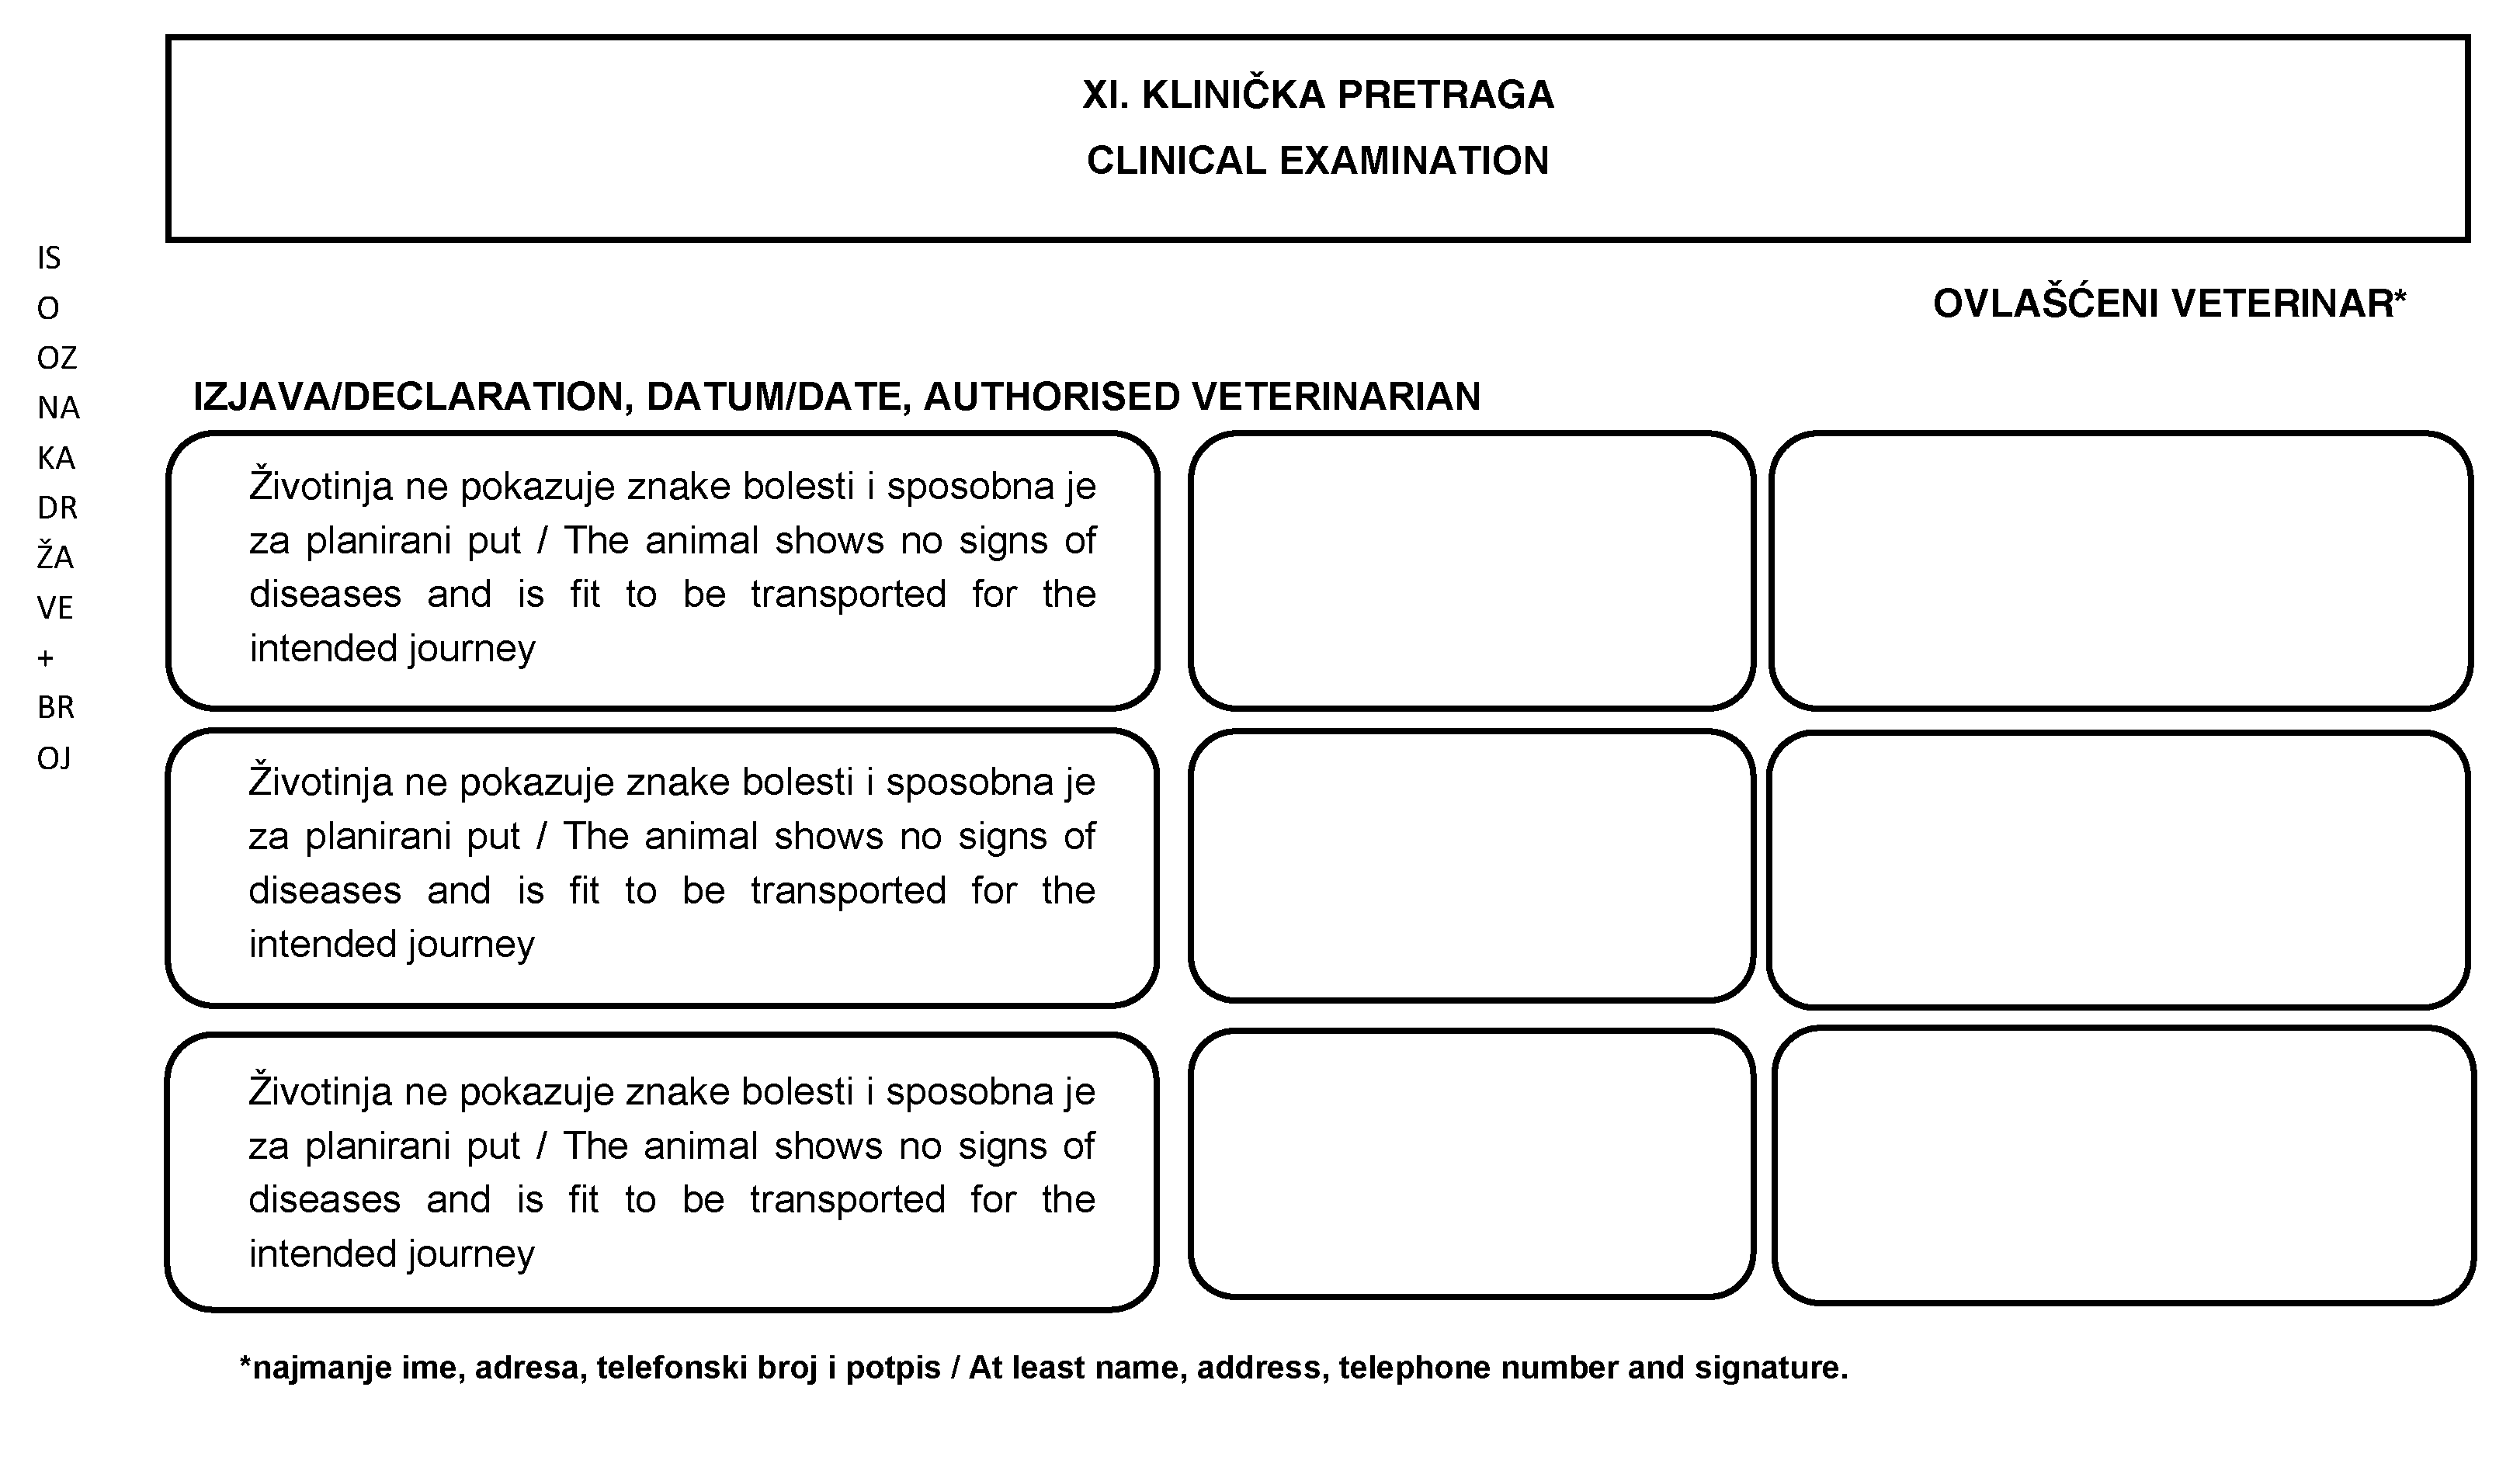 XI. KLINIČKA PRETRAGA
CLINICAL EXAMINATION
IS
O
OZ
NA
KA
DR
ŽA
VE
+
BR
OJ
OVLAŠĆENI VETERINAR*
IZJAVA/DECLARATION, DATUM/DATE, AUTHORISED VETERINARIAN
Životinja ne pokazuje znake bolesti i sposobna je
za planirani put / The animal shows no signs of
diseases and is fit to be transported for the
intended journey
Životinja ne pokazuje znake bolesti i sposobna je
za planirani put / The animal shows no signs of
diseases and is fit to be transported for the
intended journey
Životinja ne pokazuje znake bolesti i sposobna je
za planirani put / The animal shows no signs of
diseases and is fit to be transported for the
intended journey
*najmanje ime, adresa, telefonski broj i potpis / At least name, address, telephone number and signature.